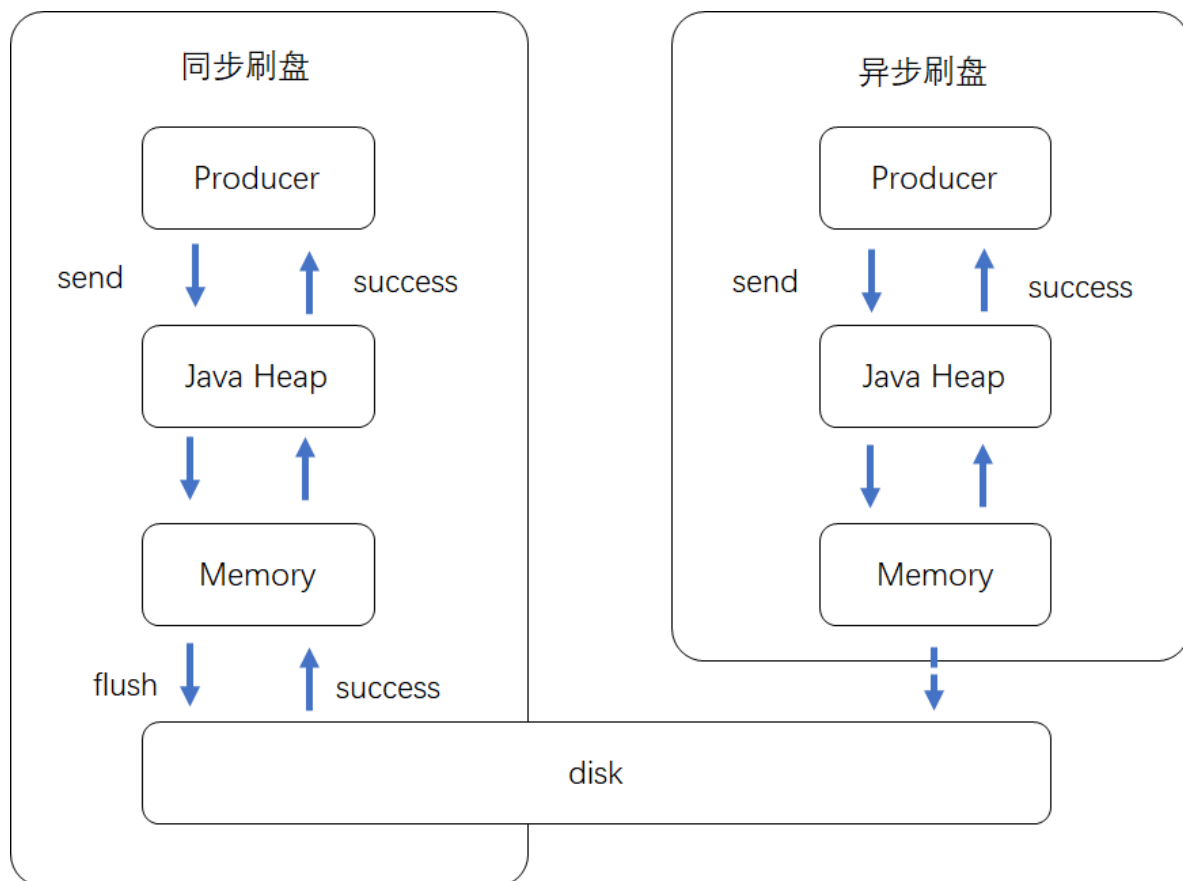 同步刷盘
Producer
send
success
Java Heap
Memory
flush
success
异步刷盘
Producer
send
success
Java Heap
Memory
disk